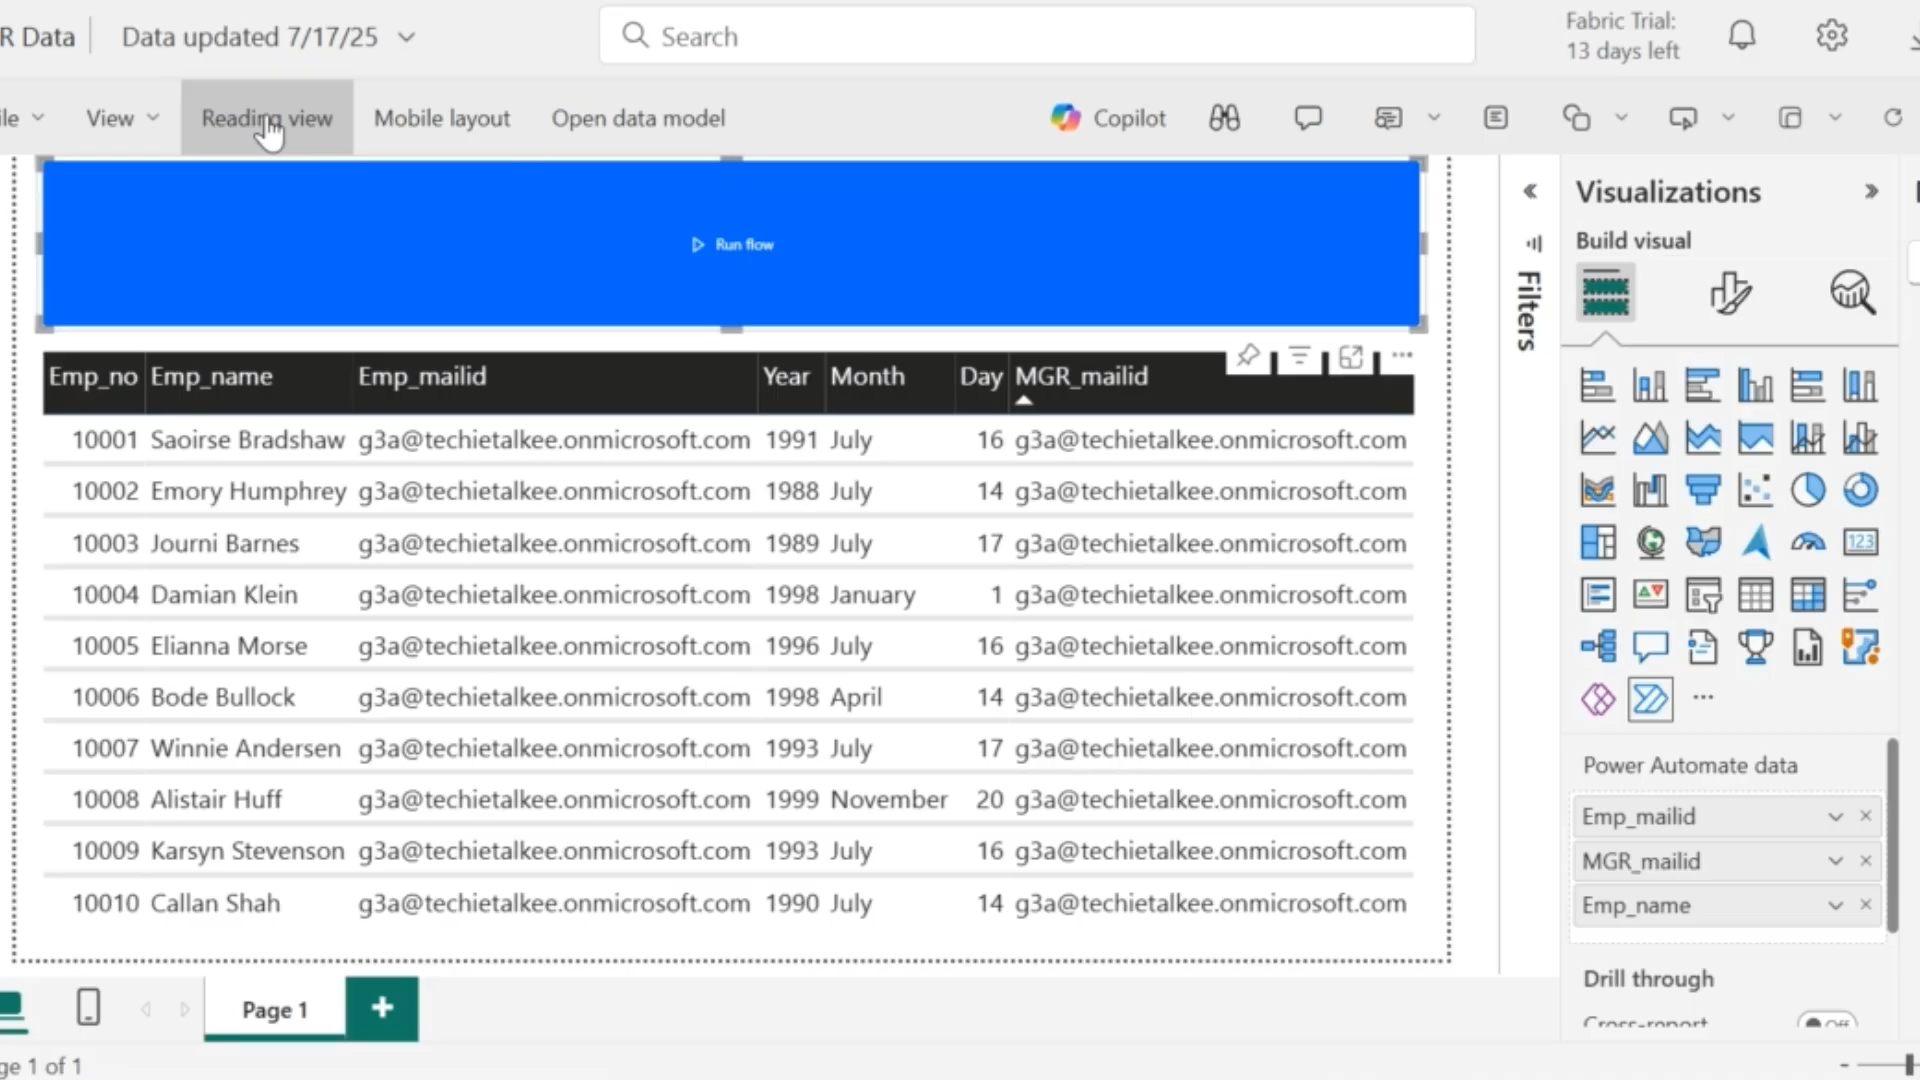 R Data
Data updated 7/17/25
Search
Fabric Trial:
13 days left
ile
View
Reading view
Mobile layout
Open data model
Copilot
Run flow
Filters
Visualizations
Build visual
Emp_no Emp_name Emp_mailid Year Month Day MGR_mailid
10001 Saoirse Bradshaw g3a@techietalkee.onmicrosoft.com 1991 July 16 g3a@techietalkee.onmicrosoft.com
10002 Emory Humphrey g3a@techietalkee.onmicrosoft.com 1988 July 14 g3a@techietalkee.onmicrosoft.com
10003 Journi Barnes g3a@techietalkee.onmicrosoft.com 1989 July 17 g3a@techietalkee.onmicrosoft.com
10004 Damian Klein g3a@techietalkee.onmicrosoft.com 1998 January 1 g3a@techietalkee.onmicrosoft.com
10005 Elianna Morse g3a@techietalkee.onmicrosoft.com 1996 July 16 g3a@techietalkee.onmicrosoft.com
10006 Bode Bullock g3a@techietalkee.onmicrosoft.com 1998 April 14 g3a@techietalkee.onmicrosoft.com
10007 Winnie Andersen g3a@techietalkee.onmicrosoft.com 1993 July 17 g3a@techietalkee.onmicrosoft.com
10008 Alistair Huff g3a@techietalkee.onmicrosoft.com 1999 November 20 g3a@techietalkee.onmicrosoft.com
10009 Karsyn Stevenson g3a@techietalkee.onmicrosoft.com 1993 July 16 g3a@techietalkee.onmicrosoft.com
10010 Callan Shah g3a@techietalkee.onmicrosoft.com 1990 July 14 g3a@techietalkee.onmicrosoft.com
123
Power Automate data
Emp_mailid
MGR_mailid
Emp_name
Drill through
Cross-report
Off
Page 1
ge 1 of 1